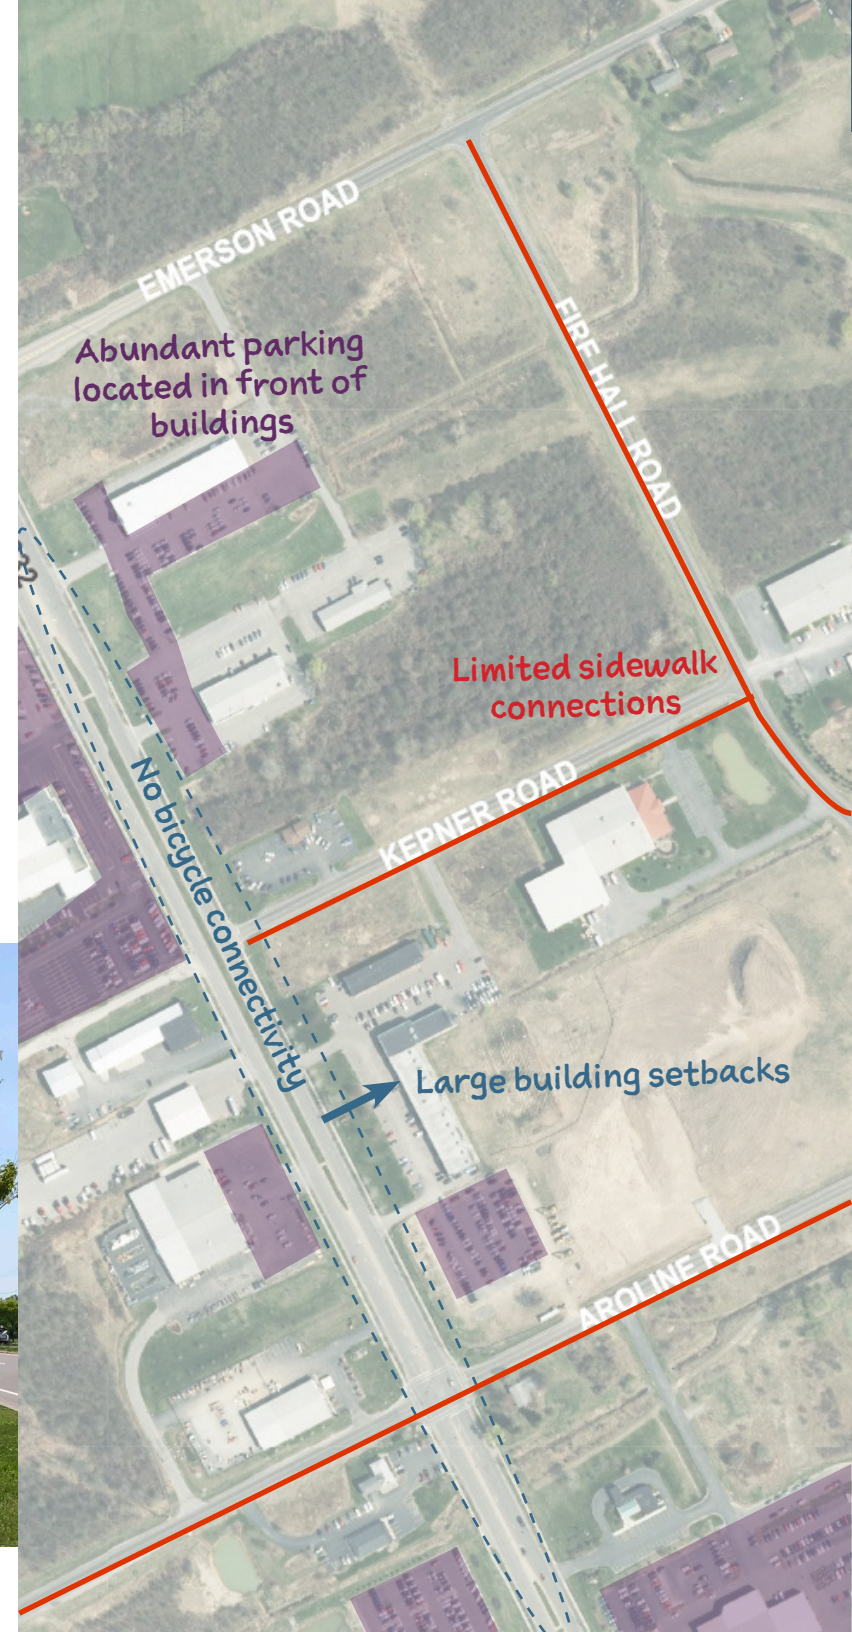 EMERSON ROAD
Abundant parking
located in front of
buildings
FIRE HALL ROAD
Limited sidewalk
connections
KEPNER ROAD
No bicycle connectivity
Large building setbacks
AROLINE ROAD